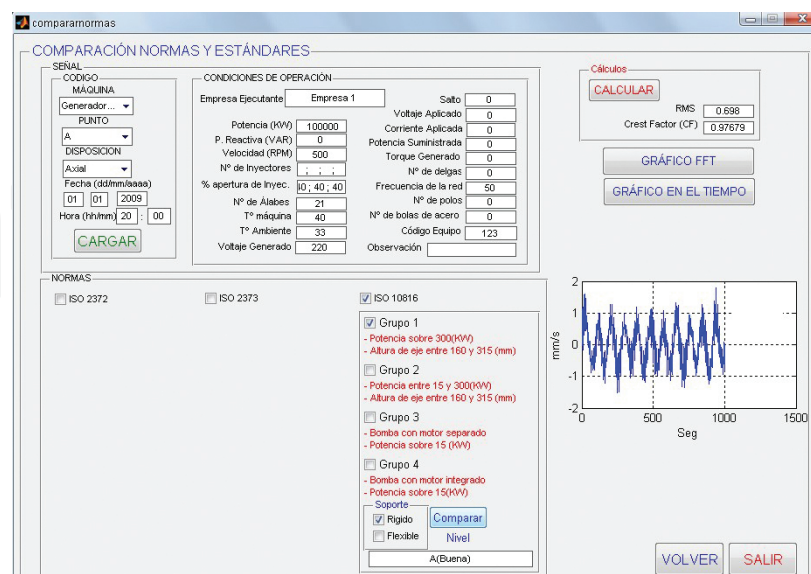 comparamormas
COMPARACIÓN NORMAS Y ESTÁNDARES
SEÑAL
CODIGO
MÁQUINA
Generador...
PUNTO
A
DISPOSICION
Axial
Fecha (dd/mm/aaaa)
01 01 2009
Hora (hh/mm) 20 : 00
CARGAR
CONDICIONES DE OPERACIÓN
Empresa Ejecutante Empresa 1
Potencia (KW) 100000
P. Reactiva (VAR) 0
Velocidad (RPM) 500
Nº de Inyectores ; ; ;
% apertura de Inyec. 40 ; 40 ; 40
Nº de Álabes 21
Tº máquina 40
Tº Ambiente 33
Voltaje Generado 220
Salto 0
Voltaje Aplicado 0
Corriente Aplicada 0
Potencia Suministrada 0
Torque Generado 0
Nº de delgas 0
Frecuencia de la red 50
Nº de polos 0
Nº de bolas de acero 0
Código Equipo 123
Observación
Cálculos
CALCULAR
RMS 0.698
Crest Factor (CF) 0.97679
GRÁFICO FFT
GRÁFICO EN EL TIEMPO
NORMAS
ISO 2372
ISO 2373
ISO 10816
Grupo 1
- Potencia sobre 300(KW)
- Altura de eje entre 160 y 315 (mm)
Grupo 2
- Potencia entre 15 y 300(KW)
- Altura de eje entre 160 y 315 (mm)
Grupo 3
- Bomba con motor separado
- Potencia sobre 15 (KW)
Grupo 4
- Bomba con motor integrado
- Potencia sobre 15(KW)
Soporte
Rigido
Flexible
Comparar
Nivel
A(Buena)
2
1
0
-1
-2
mm/s
0 500 1000 1500
Seg
VOLVER
SALIR